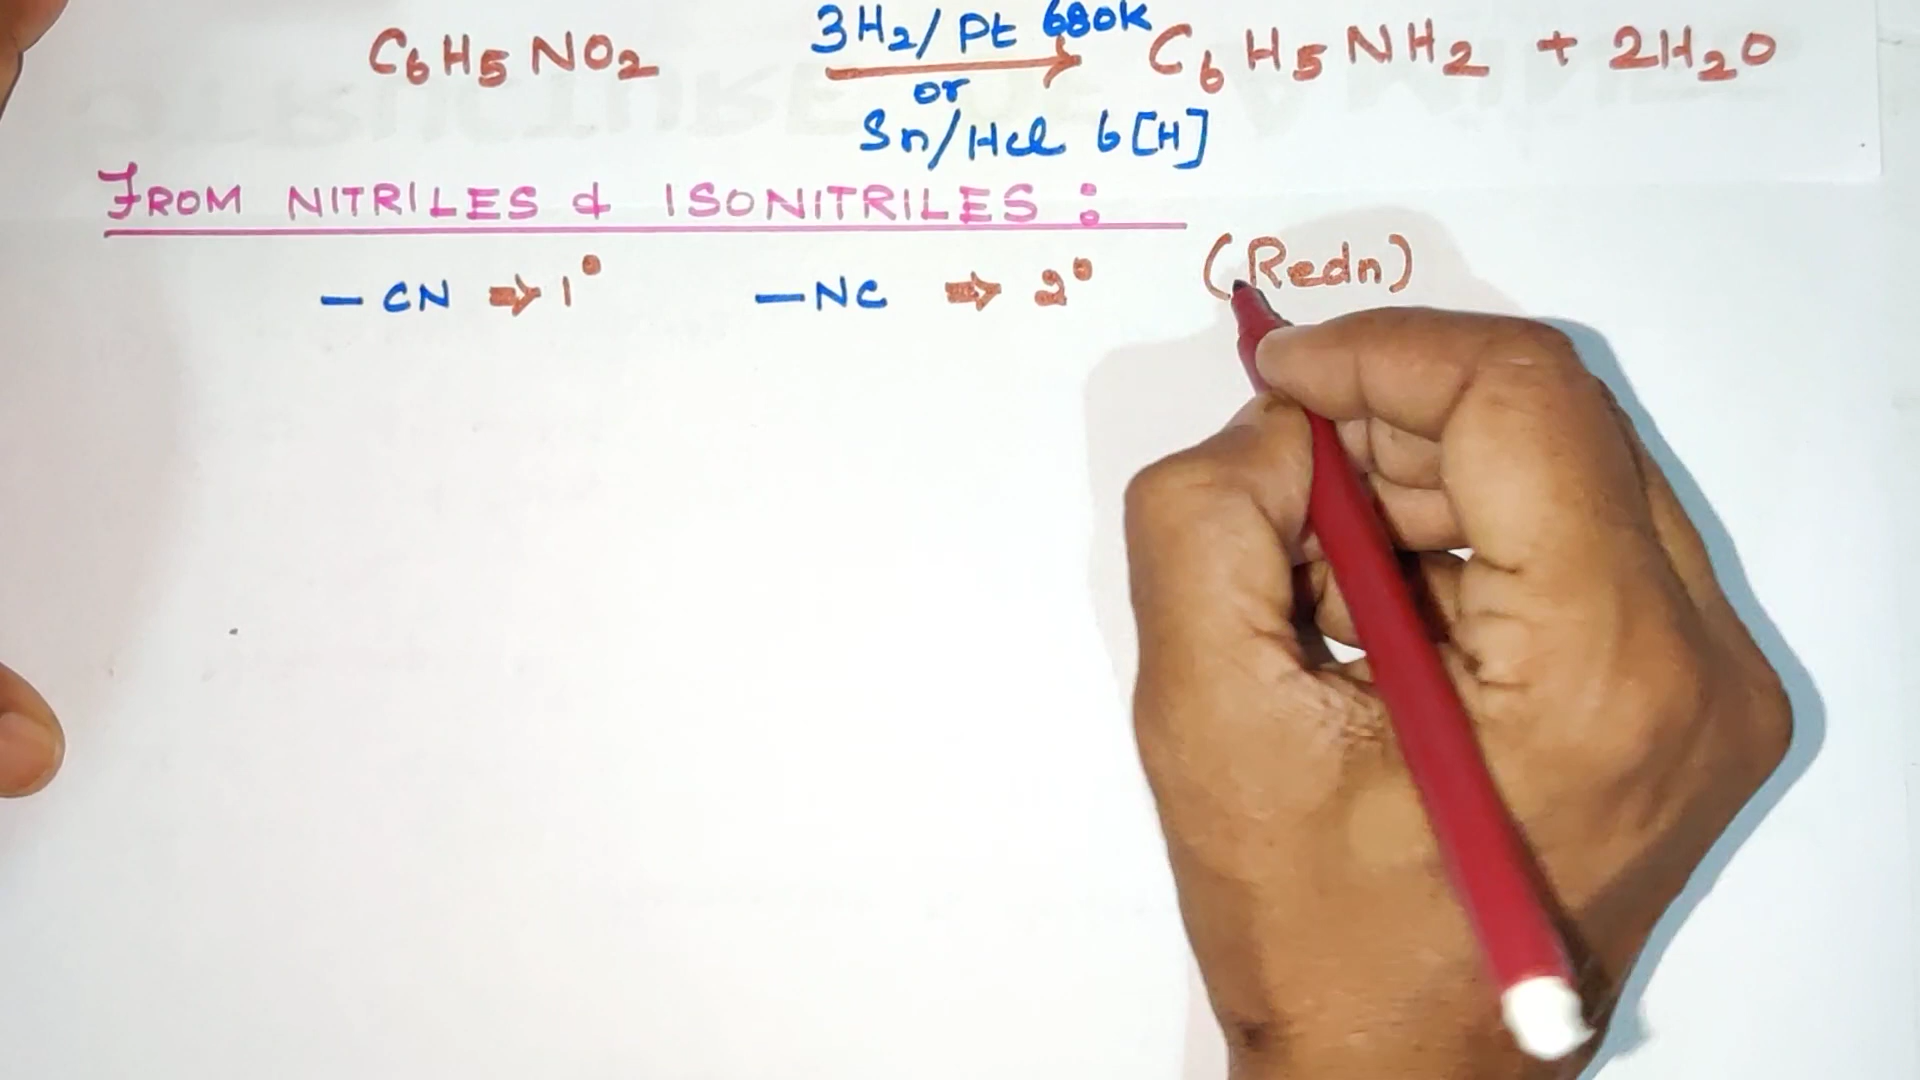 C6H5NO2 3H2/Pt 680K C6H5NH2 + 2H2O
or
Sn/HCl 6[H]
FROM NITRILES & ISONITRILES :
— CN ⇒ 1° — NC ⇒ 2° (Redn)